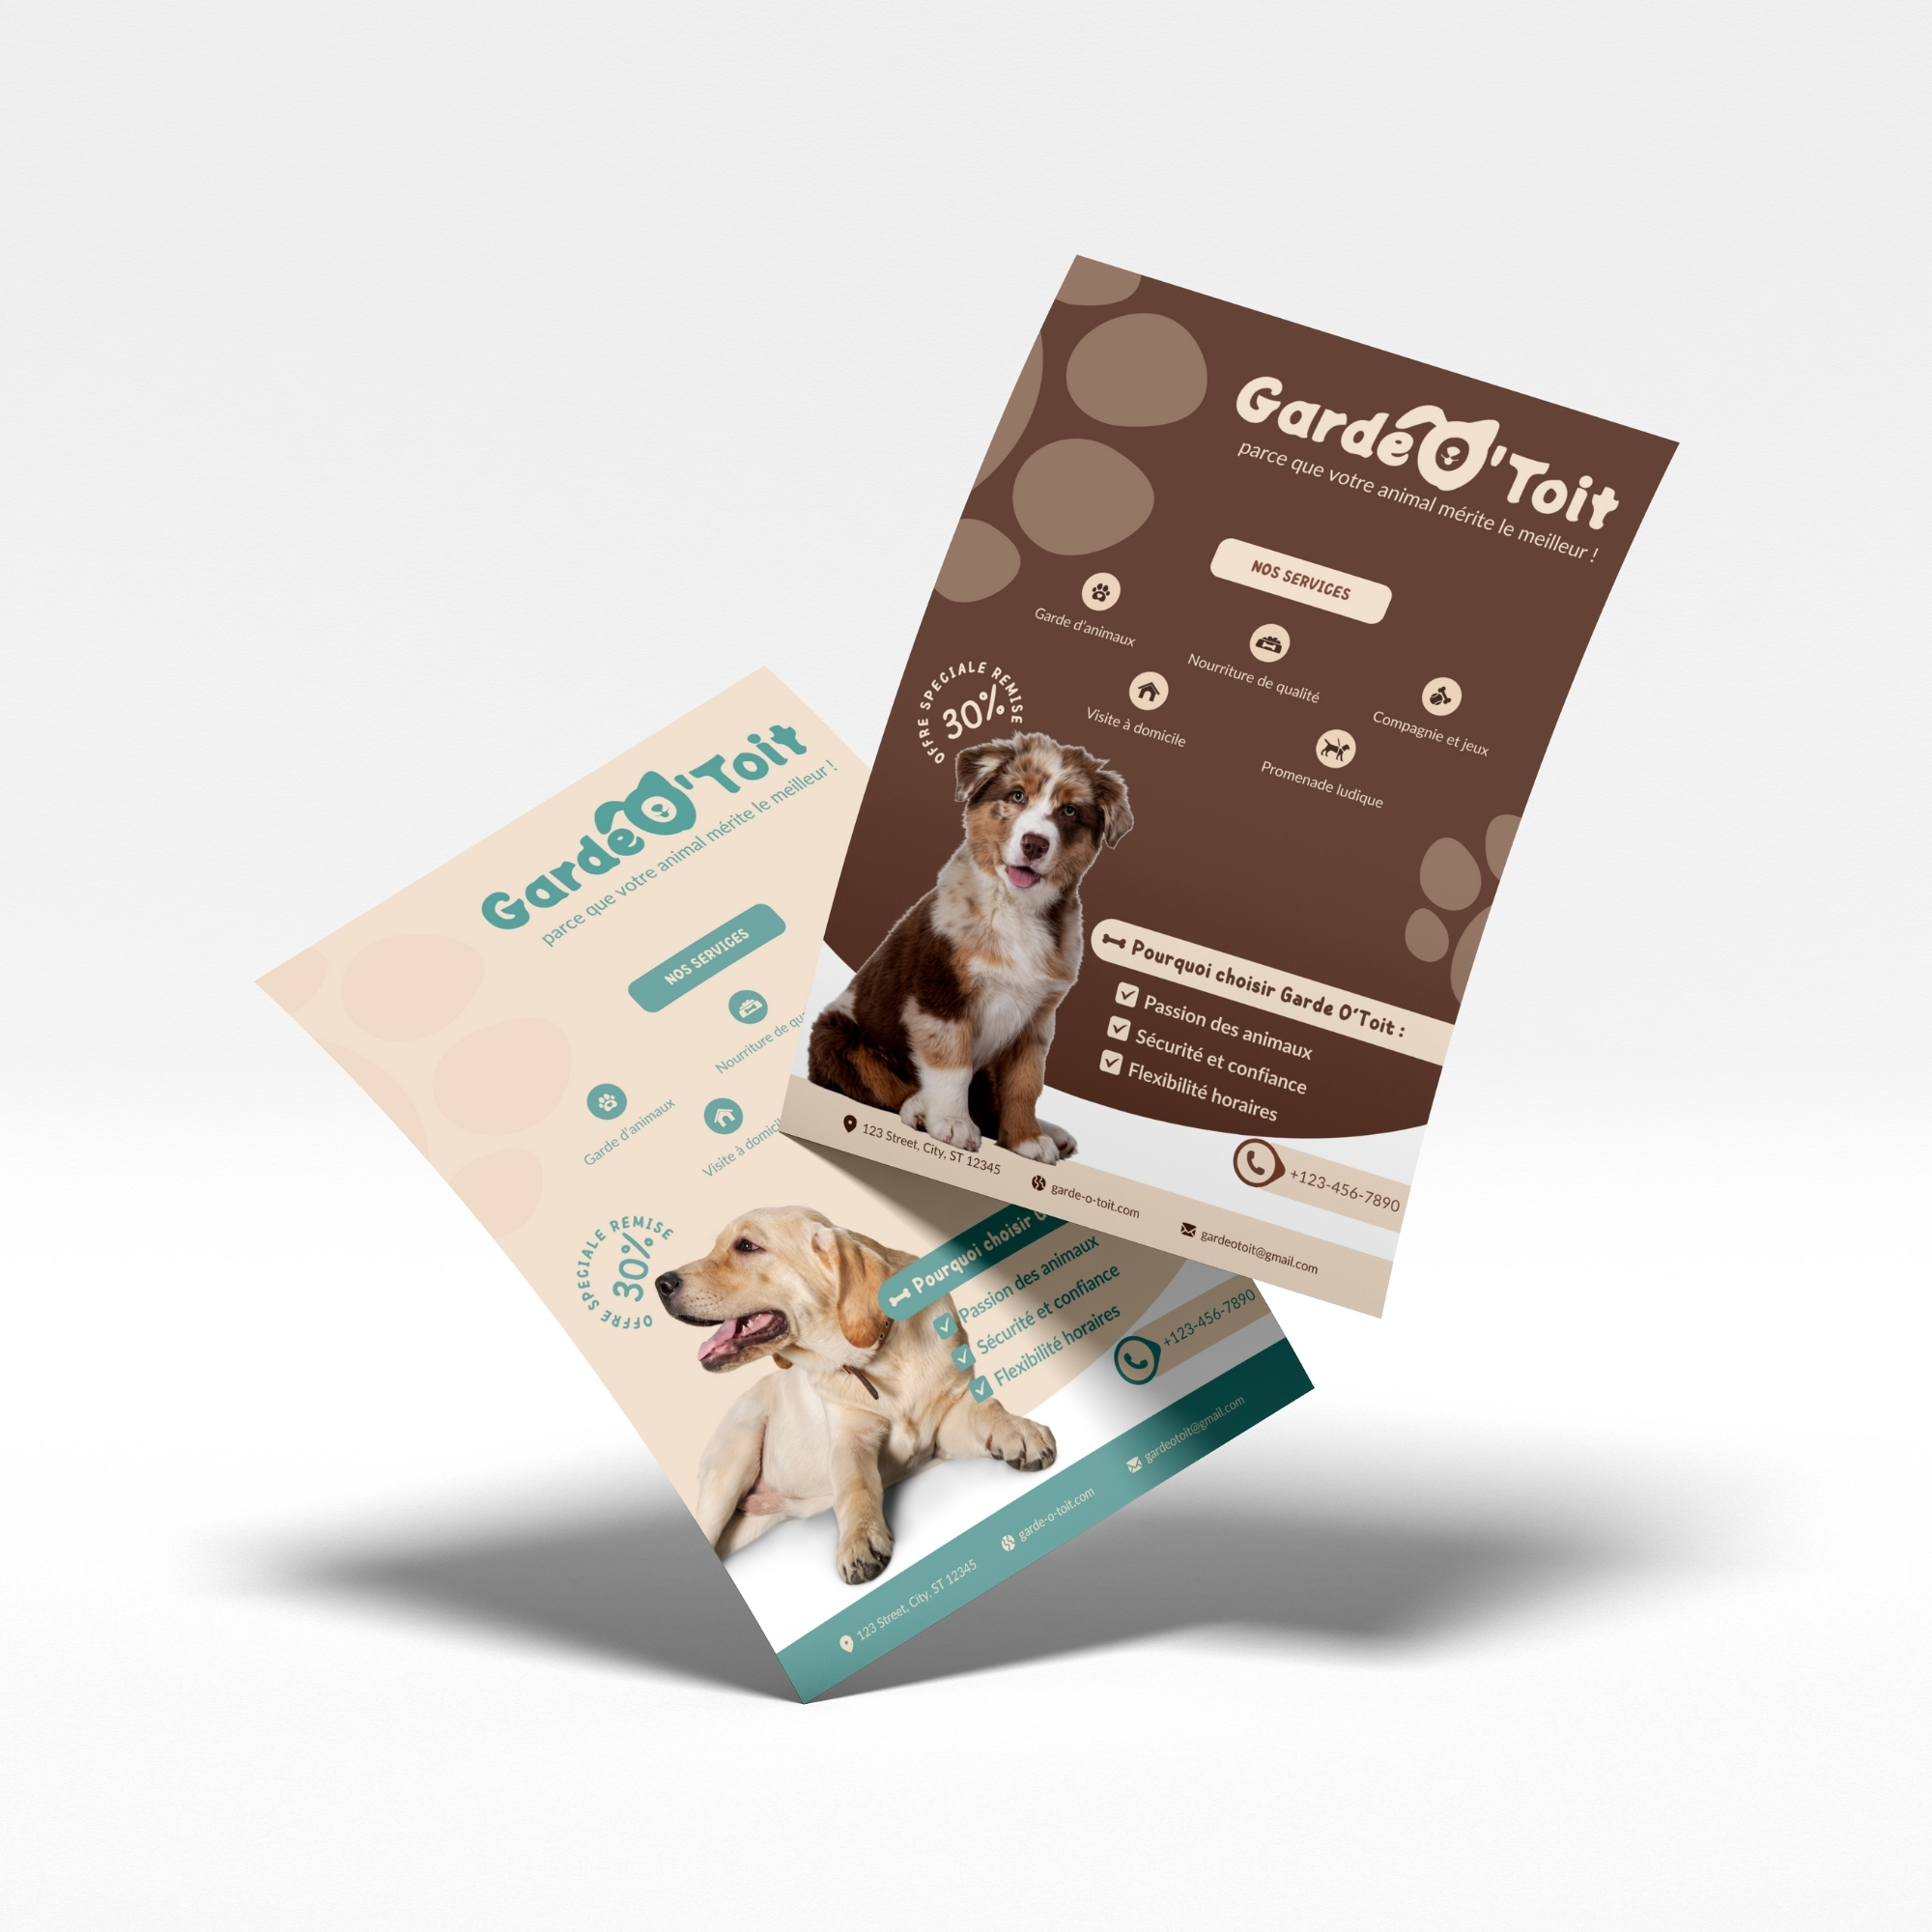 Garde O'Toit
parce que votre animal mérite le meilleur !
NOS SERVICES
Garde d'animaux
Nourriture de qualité
Compagnie et jeux
Visite à domicile
Promenade ludique
OFFRE SPECIALE REMISE
30%
Pourquoi choisir Garde O'Toit :
Passion des animaux
Sécurité et confiance
Flexibilité horaires
+123-456-7890
123 Street, City, ST 12345
garde-o-toit.com
gardeotoit@gmail.com
Garde O'Toit
parce que votre animal mérite le meilleur !
NOS SERVICES
Nourriture de
Garde d'animaux
Visite à
OFFRE SPECIALE REMISE
30%
Pourquoi choisir
Passion des animaux
Sécurité et confiance
Flexibilité horaires
+123-456-7890
123 Street, City, ST 12345
garde-o-toit.com
gardeotoit@gmail.com